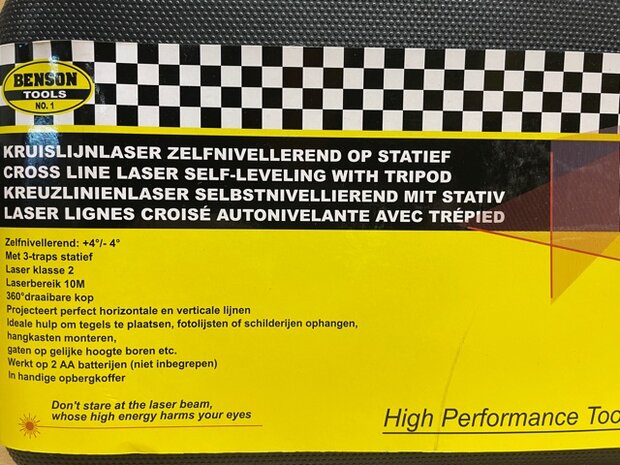 BENSON
TOOLS
NO. 1
KRUISLIJNLASER ZELFNIVELLEREND OP STATIEF
CROSS LINE LASER SELF-LEVELING WITH TRIPOD
KREUZLINIENLASER SELBSTNIVELLIEREND MIT STATIV
LASER LIGNES CROISÉ AUTONIVELANTE AVEC TRÉPIED
Zelfnivellerend: +4°/- 4°
Met 3-traps statief
Laser klasse 2
Laserbereik 10M
360°draaibare kop
Projecteert perfect horizontale en verticale lijnen
Ideale hulp om tegels te plaatsen, fotolijsten of schilderijen ophangen,
hangkasten monteren,
gaten op gelijke hoogte boren etc.
Werkt op 2 AA batterijen (niet inbegrepen)
In handige opbergkoffer
Don't stare at the laser beam,
whose high energy harms your eyes
High Performance Too